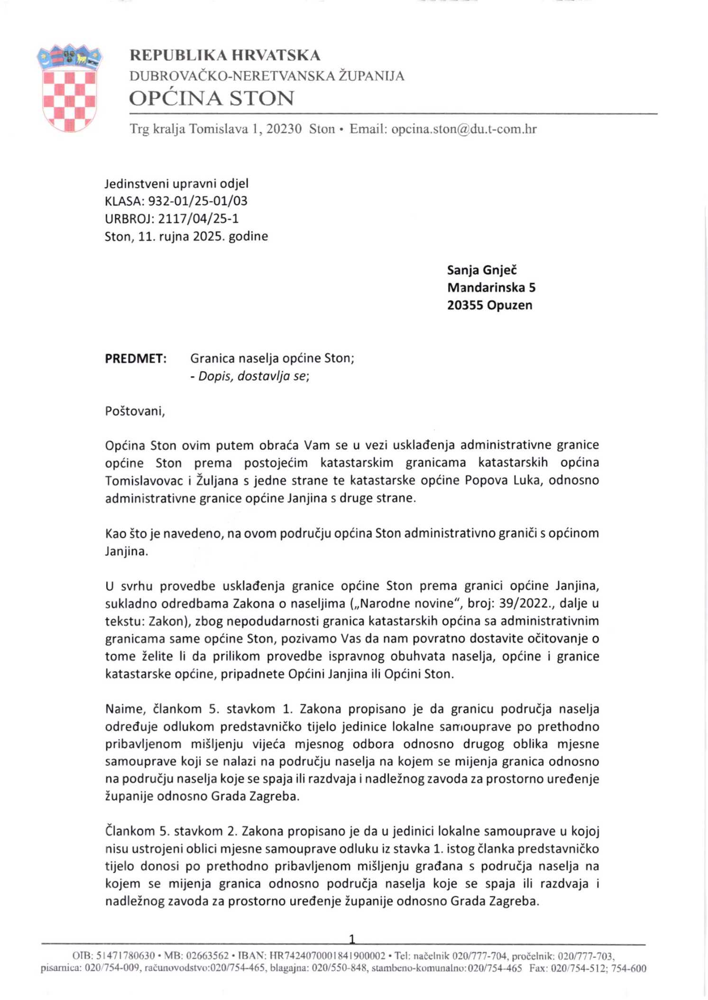 REPUBLIKA HRVATSKA
DUBROVAČKO-NERETVANSKA ŽUPANIJA
OPĆINA STON
Trg kralja Tomislava 1, 20230 Ston • Email: opcina.ston@du.t-com.hr
Jedinstveni upravni odjel
KLASA: 932-01/25-01/03
URBROJ: 2117/04/25-1
Ston, 11. rujna 2025. godine
Sanja Gnječ
Mandarinska 5
20355 Opuzen
PREDMET: Granica naselja općine Ston;
- Dopis, dostavlja se;
Poštovani,
Općina Ston ovim putem obraća Vam se u vezi usklađenja administrativne granice
općine Ston prema postojećim katastarskim granicama katastarskih općina
Tomislavovac i Žuljana s jedne strane te katastarske općine Popova Luka, odnosno
administrativne granice općine Janjina s druge strane.
Kao što je navedeno, na ovom području općina Ston administrativno graniči s općinom
Janjina.
U svrhu provedbe usklađenja granice općine Ston prema granici općine Janjina,
sukladno odredbama Zakona o naseljima („Narodne novine“, broj: 39/2022., dalje u
tekstu: Zakon), zbog nepodudarnosti granica katastarskih općina sa administrativnim
granicama same općine Ston, pozivamo Vas da nam povratno dostavite očitovanje o
tome želite li da prilikom provedbe ispravnog obuhvata naselja, općine i granice
katastarske općine, pripadnete Općini Janjina ili Općini Ston.
Naime, člankom 5. stavkom 1. Zakona propisano je da granicu područja naselja
određuje odlukom predstavničko tijelo jedinice lokalne samouprave po prethodno
pribavljenom mišljenju vijeća mjesnog odbora odnosno drugog oblika mjesne
samouprave koji se nalazi na području naselja na kojem se mijenja granica odnosno
na području naselja koje se spaja ili razdvaja i nadležnog zavoda za prostorno uređenje
županije odnosno Grada Zagreba.
Člankom 5. stavkom 2. Zakona propisano je da u jedinici lokalne samouprave u kojoj
nisu ustrojeni oblici mjesne samouprave odluku iz stavka 1. istog članka predstavničko
tijelo donosi po prethodno pribavljenom mišljenju građana s područja naselja na
kojem se mijenja granica odnosno područja naselja koje se spaja ili razdvaja i
nadležnog zavoda za prostorno uređenje županije odnosno Grada Zagreba.
1
OIB: 51471780630 • MB: 02663562 • IBAN: HR7424070001841900002 • Tel: načelnik 020/777-704, pročelnik: 020/777-703,
pisarnica: 020/754-009, računovodstvo:020/754-465, blagajna: 020/550-848, stambeno-komunalno:020/754-465 Fax: 020/754-512; 754-600